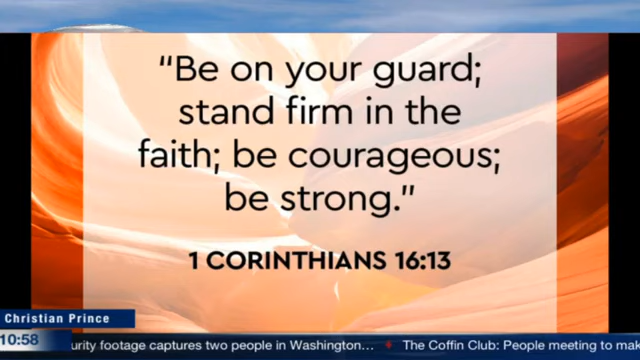 “Be on your guard;
stand firm in the
faith; be courageous;
be strong.”
1 CORINTHIANS 16:13
Christian Prince
10:58
urity footage captures two people in Washington... The Coffin Club: People meeting to mak